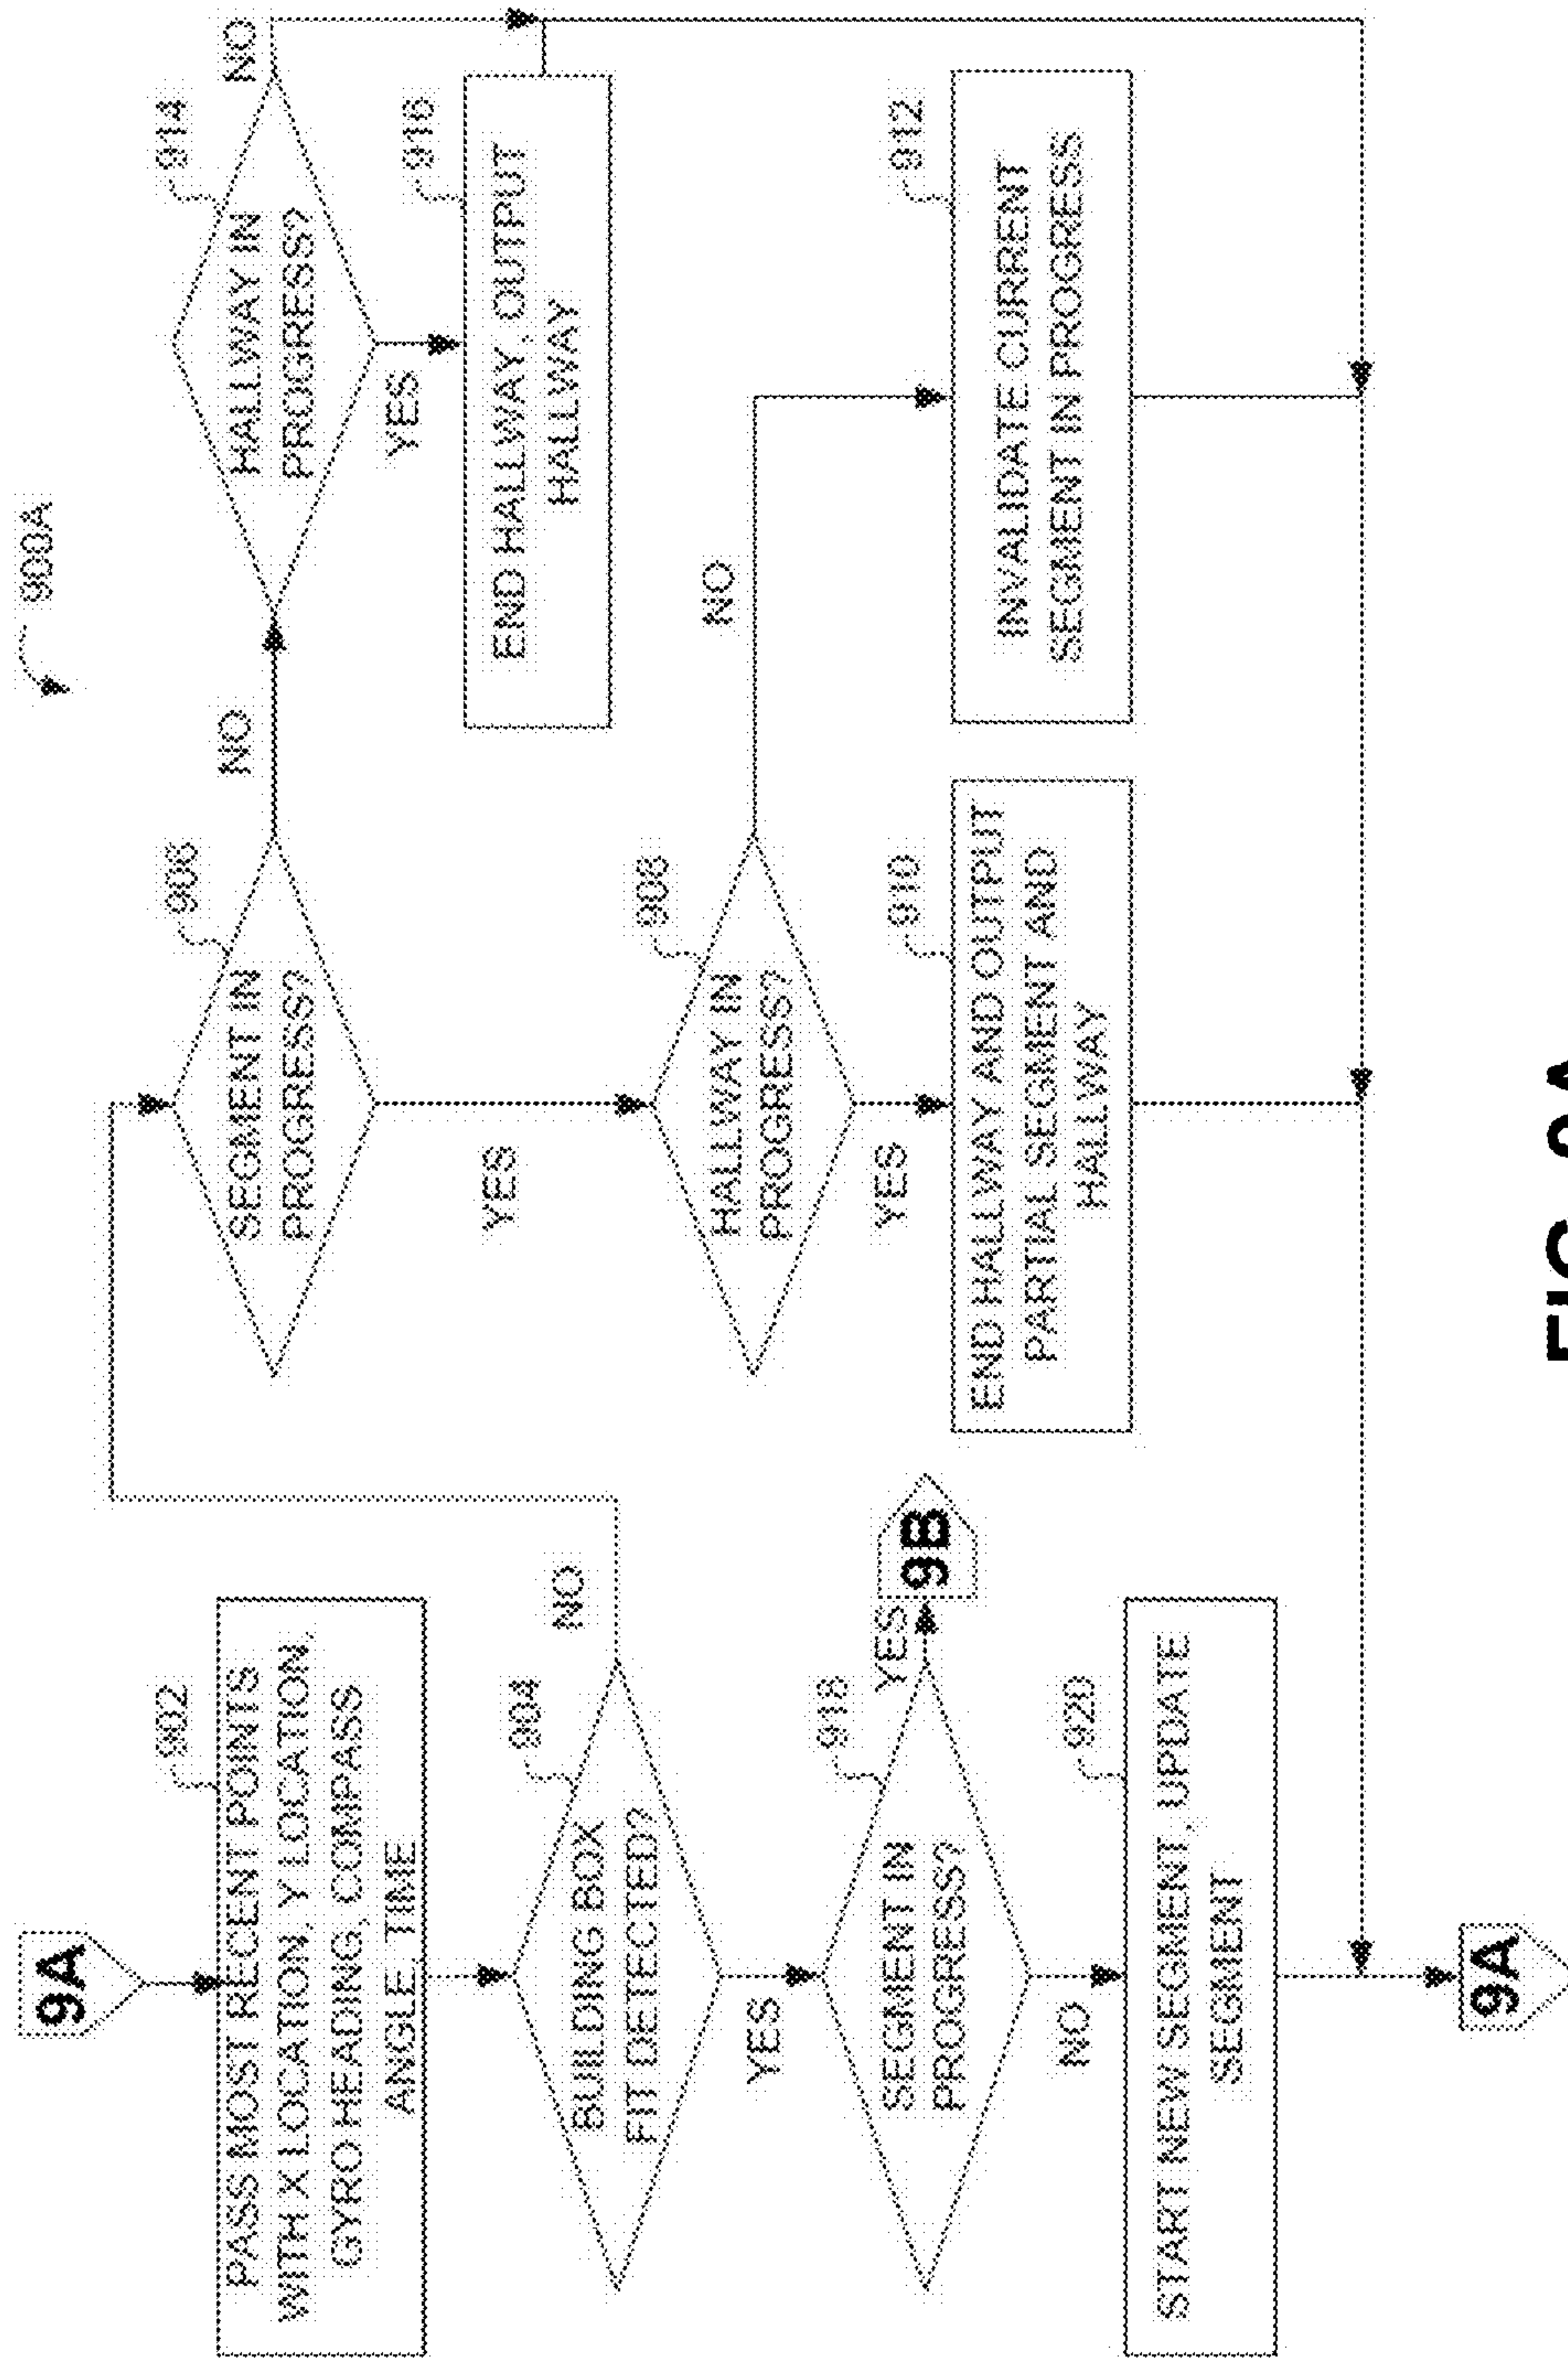 900A
9A
902
PASS MOST RECENT POINTS
WITH X LOCATION, Y LOCATION,
GYRO HEADING, COMPASS
ANGLE, TIME
904
BUILDING BOX
FIT DETECTED?
NO
YES
918
SEGMENT IN
PROGRESS?
YES
9B
NO
920
START NEW SEGMENT, UPDATE
SEGMENT
9A
906
SEGMENT IN
PROGRESS?
NO
YES
908
HALLWAY IN
PROGRESS?
NO
YES
910
END HALLWAY AND OUTPUT
PARTIAL SEGMENT AND
HALLWAY
914
HALLWAY IN
PROGRESS?
NO
YES
916
END HALLWAY, OUTPUT
HALLWAY
912
INVALIDATE CURRENT
SEGMENT IN PROGRESS